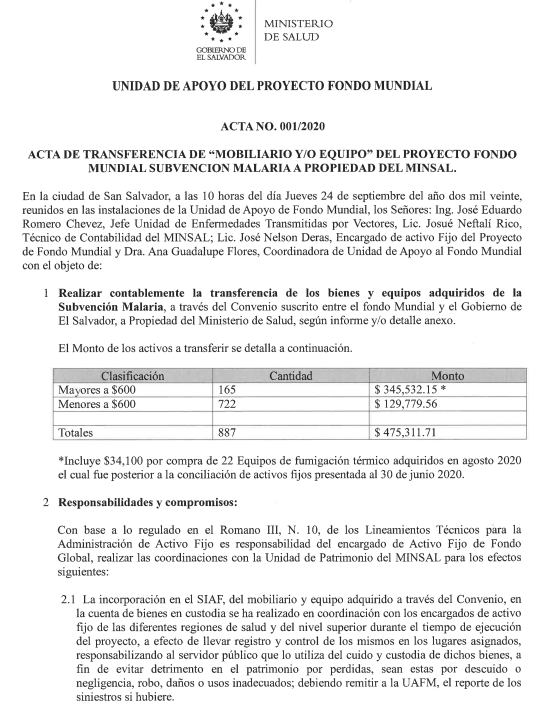 MINISTERIO
DE SALUD
GOBIERNO DE
EL SALVADOR
UNIDAD DE APOYO DEL PROYECTO FONDO MUNDIAL
ACTA NO. 001/2020
ACTA DE TRANSFERENCIA DE “MOBILIARIO Y/O EQUIPO” DEL PROYECTO FONDO
MUNDIAL SUBVENCION MALARIA A PROPIEDAD DEL MINSAL.
En la ciudad de San Salvador, a las 10 horas del día Jueves 24 de septiembre del año dos mil veinte,
reunidos en las instalaciones de la Unidad de Apoyo de Fondo Mundial, los Señores: Ing. José Eduardo
Romero Chevez, Jefe Unidad de Enfermedades Transmitidas por Vectores, Lic. Josué Neftalí Rico,
Técnico de Contabilidad del MINSAL; Lic. José Nelson Deras, Encargado de activo Fijo del Proyecto
de Fondo Mundial y Dra. Ana Guadalupe Flores, Coordinadora de Unidad de Apoyo al Fondo Mundial
con el objeto de:
1 Realizar contablemente la transferencia de los bienes y equipos adquiridos de la
Subvención Malaria, a través del Convenio suscrito entre el fondo Mundial y el Gobierno de
El Salvador, a Propiedad del Ministerio de Salud, según informe y/o detalle anexo.
El Monto de los activos a transferir se detalla a continuación.
Clasificación Cantidad Monto
Mayores a $600 165 $ 345,532.15 *
Menores a $600 722 $ 129,779.56
Totales 887 $ 475,311.71
*Incluye $34,100 por compra de 22 Equipos de fumigación térmico adquiridos en agosto 2020
el cual fue posterior a la conciliación de activos fijos presentada al 30 de junio 2020.
2 Responsabilidades y compromisos:
Con base a lo regulado en el Romano III, N. 10, de los Lineamientos Técnicos para la
Administración de Activo Fijo es responsabilidad del encargado de Activo Fijo de Fondo
Global, realizar las coordinaciones con la Unidad de Patrimonio del MINSAL para los efectos
siguientes:
2.1 La incorporación en el SIAF, del mobiliario y equipo adquirido a través del Convenio, en
la cuenta de bienes en custodia se ha realizado en coordinación con los encargados de activo
fijo de las diferentes regiones de salud y del nivel superior durante el tiempo de ejecución
del proyecto, a efecto de llevar registro y control de los mismos en los lugares asignados,
responsabilizando al servidor público que lo utiliza del cuido y custodia de dichos bienes, a
fin de evitar detrimento en el patrimonio por perdidas, sean estas por descuido o
negligencia, robo, daños o usos inadecuados; debiendo remitir a la UAFM, el reporte de los
siniestros si hubiere.